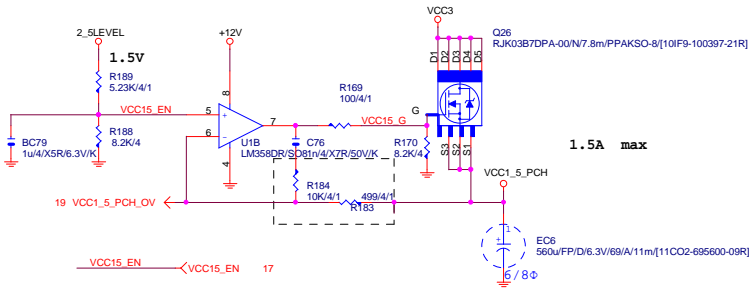 VCC3
2_5LEVEL
+12V
Q26
RJK03B7DPA-00/N/7.8m/PPAKSO-8/[10IF9-100397-21R]
1.5V
D1
D2
D3
D4
D5
R189
5.23K/4/1
R169
100/4/1
8
VCC15_EN
5
+
7
VCC15_G
G
6
-
R188
8.2K/4
BC79
1u/4/X5R/6.3V/K
U1B
LM358DR/SO8
C76
1n/4/X7R/50V/K
4
R170
8.2K/4
S3
S2
S1
1.5A max
VCC1_5_PCH
R184
10K/4/1
499/4/1
R183
19 VCC1_5_PCH_OV
1
+
EC6
560u/FP/D/6.3V/69/A/11m/[11CO2-695600-09R]
6/8Φ
VCC15_EN
VCC15_EN 17